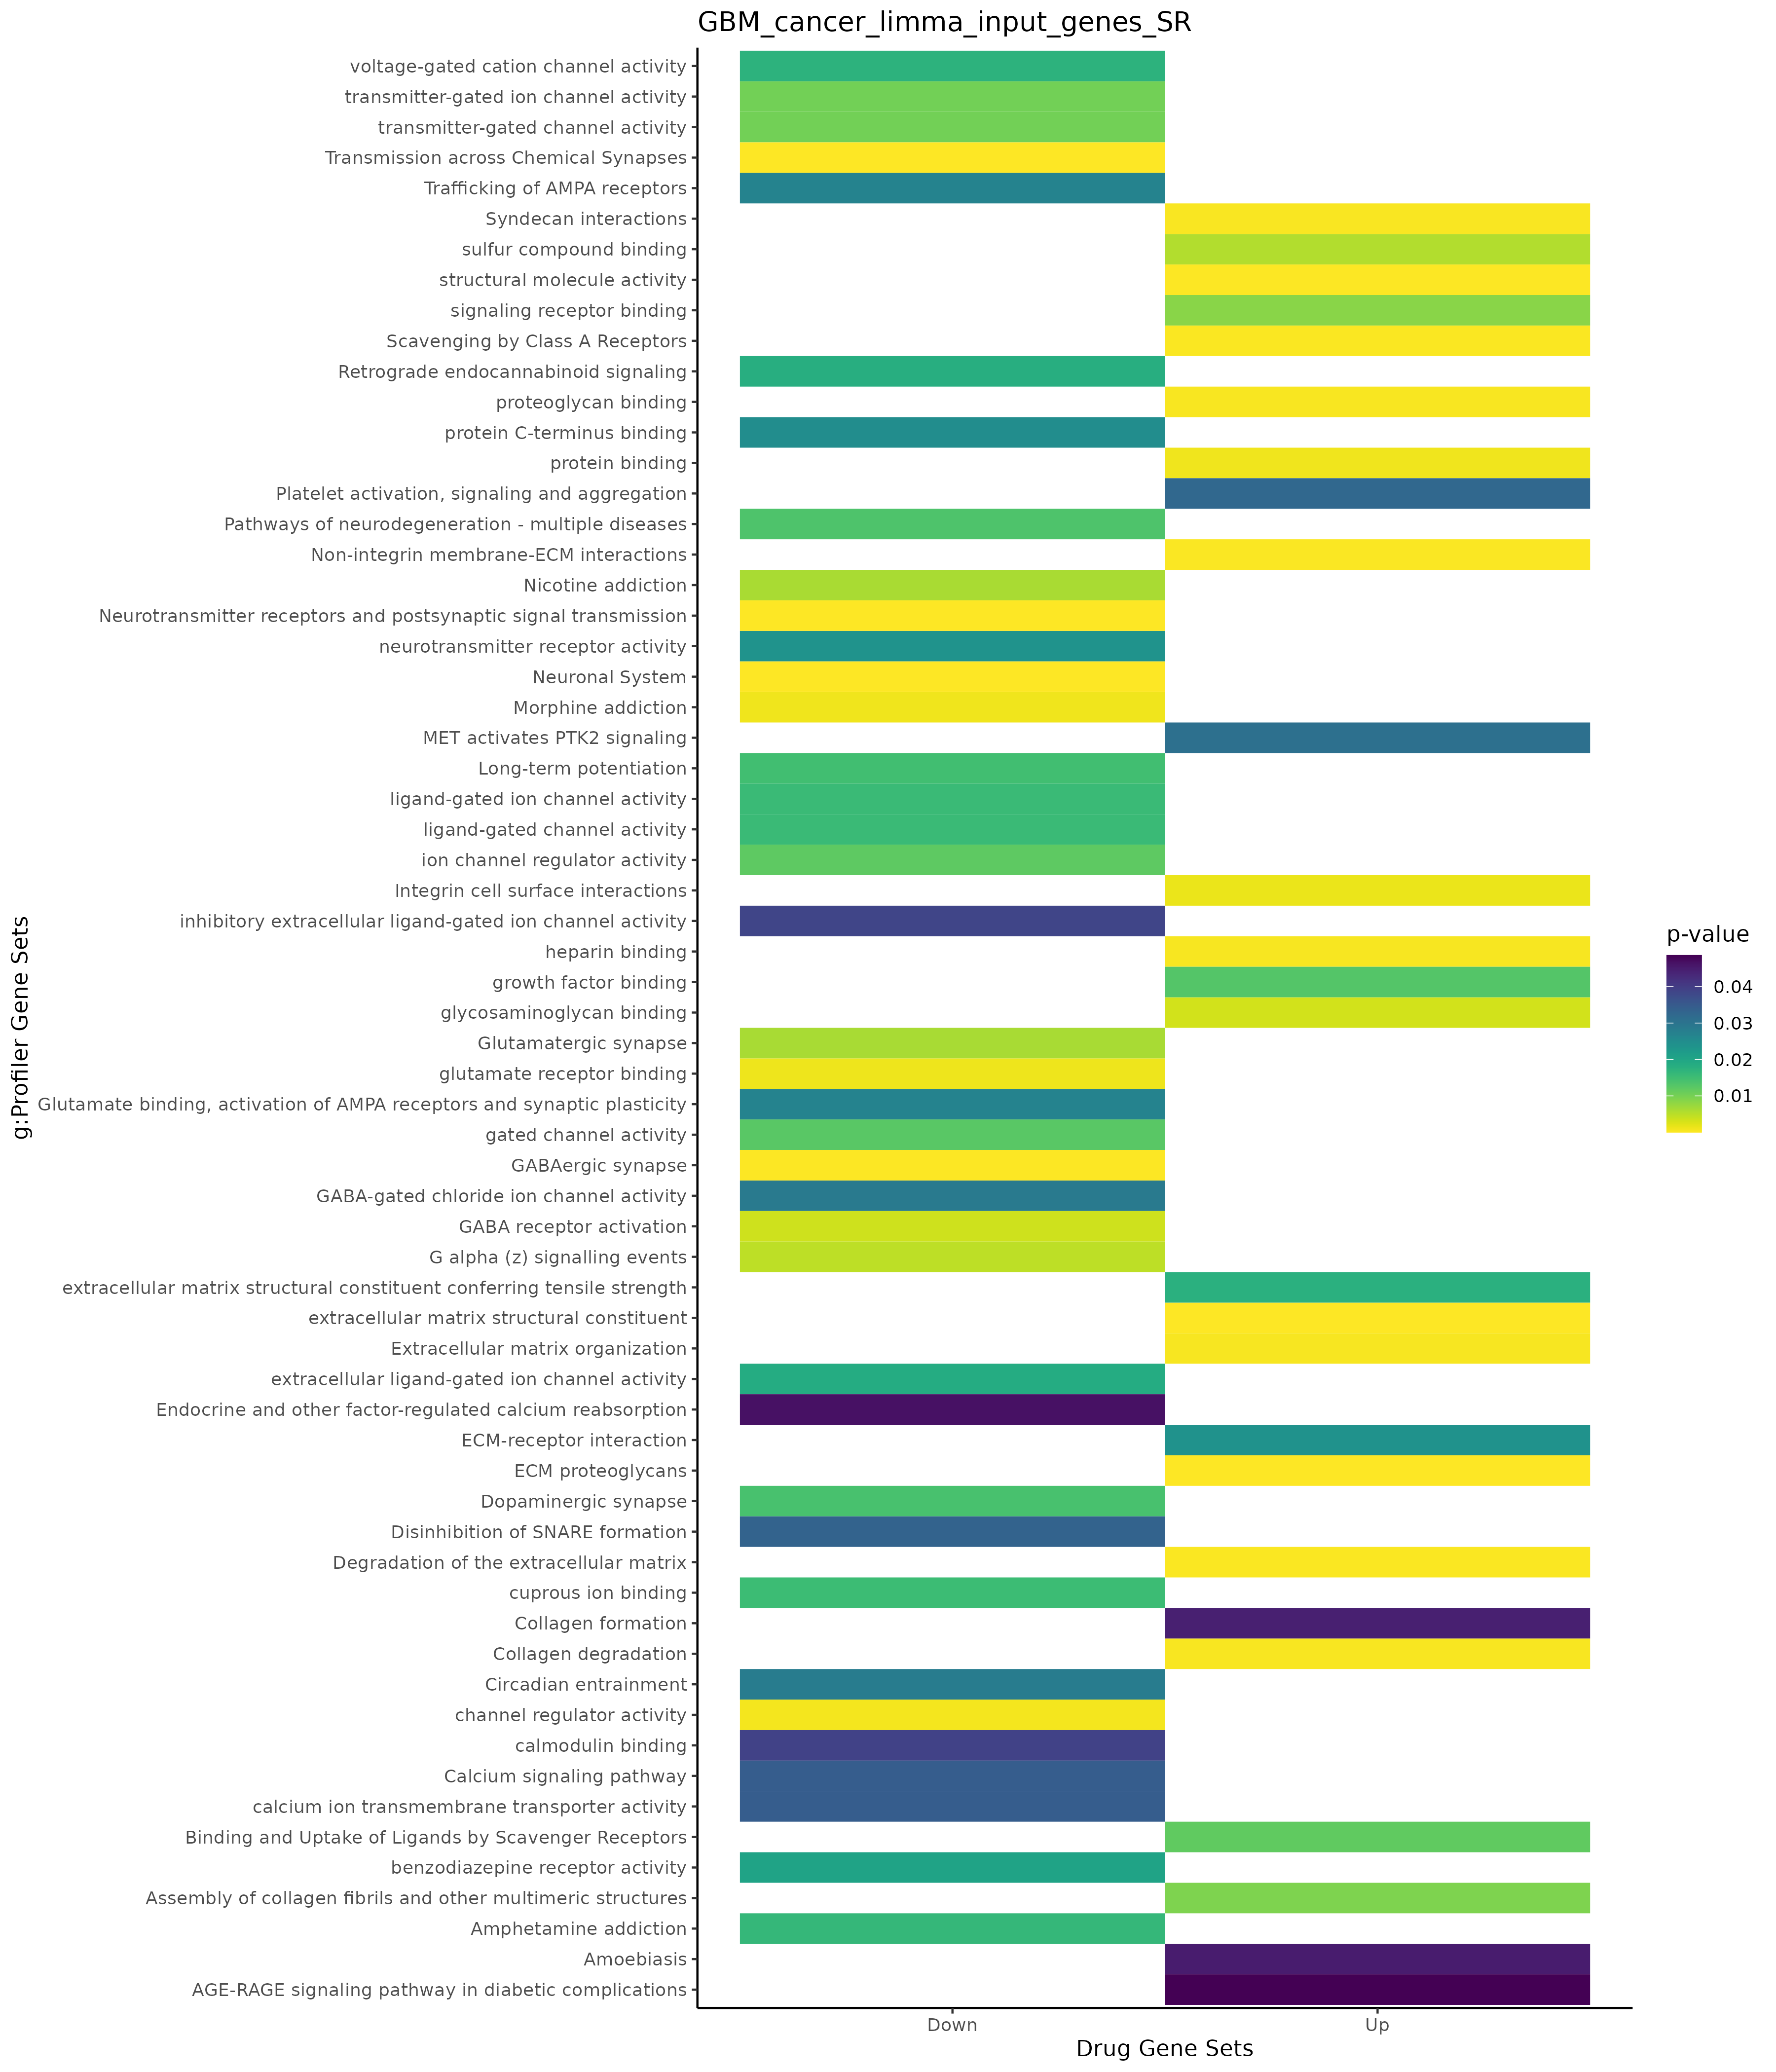 GBM_cancer_limma_input_genes_SR
voltage-gated cation channel activity
transmitter-gated ion channel activity
transmitter-gated channel activity
Transmission across Chemical Synapses
Trafficking of AMPA receptors
Syndecan interactions
sulfur compound binding
structural molecule activity
signaling receptor binding
Scavenging by Class A Receptors
Retrograde endocannabinoid signaling
proteoglycan binding
protein C-terminus binding
protein binding
Platelet activation, signaling and aggregation
Pathways of neurodegeneration - multiple diseases
Non-integrin membrane-ECM interactions
Nicotine addiction
Neurotransmitter receptors and postsynaptic signal transmission
neurotransmitter receptor activity
Neuronal System
Morphine addiction
MET activates PTK2 signaling
Long-term potentiation
ligand-gated ion channel activity
ligand-gated channel activity
ion channel regulator activity
Integrin cell surface interactions
inhibitory extracellular ligand-gated ion channel activity
heparin binding
growth factor binding
glycosaminoglycan binding
Glutamatergic synapse
glutamate receptor binding
Glutamate binding, activation of AMPA receptors and synaptic plasticity
gated channel activity
GABAergic synapse
GABA-gated chloride ion channel activity
GABA receptor activation
G alpha (z) signalling events
extracellular matrix structural constituent conferring tensile strength
extracellular matrix structural constituent
Extracellular matrix organization
extracellular ligand-gated ion channel activity
Endocrine and other factor-regulated calcium reabsorption
ECM-receptor interaction
ECM proteoglycans
Dopaminergic synapse
Disinhibition of SNARE formation
Degradation of the extracellular matrix
cuprous ion binding
Collagen formation
Collagen degradation
Circadian entrainment
channel regulator activity
calmodulin binding
Calcium signaling pathway
calcium ion transmembrane transporter activity
Binding and Uptake of Ligands by Scavenger Receptors
benzodiazepine receptor activity
Assembly of collagen fibrils and other multimeric structures
Amphetamine addiction
Amoebiasis
AGE-RAGE signaling pathway in diabetic complications
g:Profiler Gene Sets
Down
Up
Drug Gene Sets
p-value
0.04
0.03
0.02
0.01